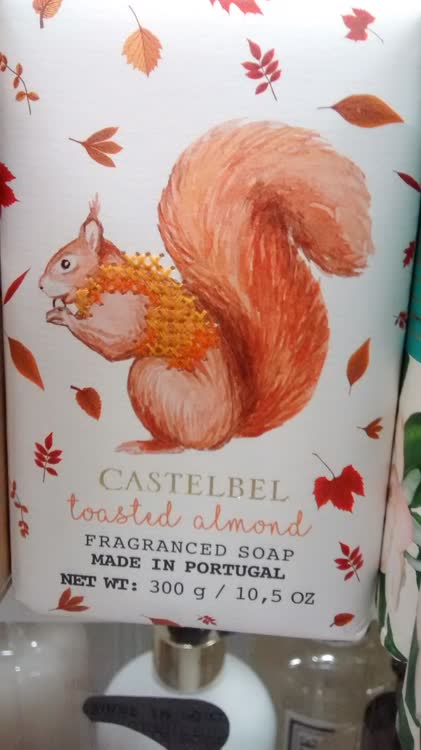 CASTELBEL
toasted almond
FRAGRANCED SOAP
MADE IN PORTUGAL
NET WT: 300 g / 10,5 OZ